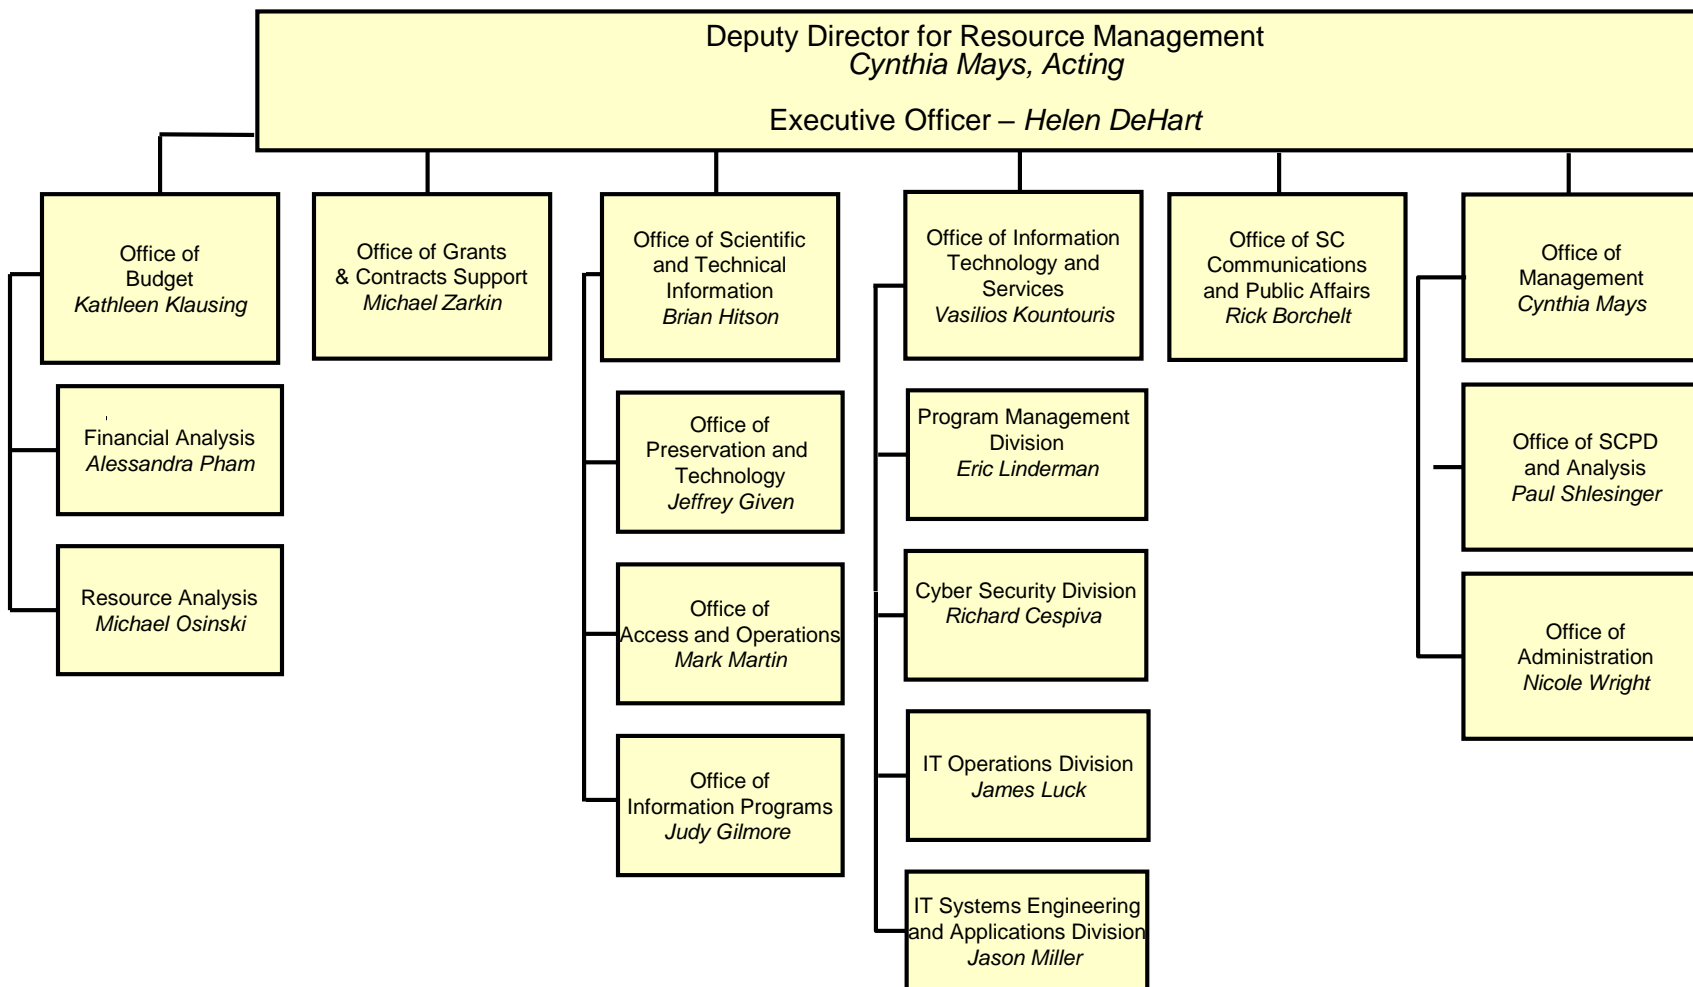 Deputy Director for Resource Management
Cynthia Mays, Acting
Executive Officer – Helen DeHart
Office of
Budget
Kathleen Klausing
Financial Analysis
Alessandra Pham
Resource Analysis
Michael Osinski
Office of Grants
& Contracts Support
Michael Zarkin
Office of Scientific
and Technical
Information
Brian Hitson
Office of
Preservation and
Technology
Jeffrey Given
Office of
Access and Operations
Mark Martin
Office of
Information Programs
Judy Gilmore
Office of Information
Technology and
Services
Vasilios Kountouris
Program Management
Division
Eric Linderman
Cyber Security Division
Richard Cespiva
IT Operations Division
James Luck
IT Systems Engineering
and Applications Division
Jason Miller
Office of SC
Communications
and Public Affairs
Rick Borchelt
Office of
Management
Cynthia Mays
Office of SCPD
and Analysis
Paul Shlesinger
Office of
Administration
Nicole Wright